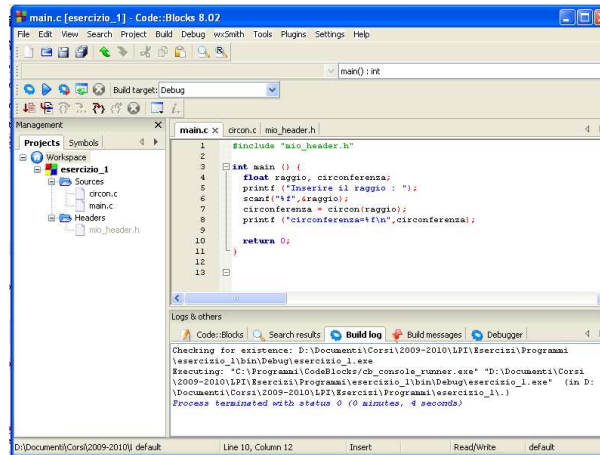 main.c [esercizio_1] - Code::Blocks 8.02
File Edit View Search Project Build Debug wxSmith Tools Plugins Settings Help
main() : int
Build target: Debug
Management
Projects Symbols
Workspace
esercizio_1
Sources
circon.c
main.c
Headers
mio_header.h
main.c circon.c mio_header.h
1 #include "mio_header.h"
2
3 int main () {
4 float raggio, circonferenza;
5 printf ("Inserire il raggio : ");
6 scanf("%f",&raggio);
7 circonferenza = circon(raggio);
8 printf ("circonferenza=%f\n",circonferenza);
9
10 return 0;
11 }
12
13
Logs & others
Code::Blocks Search results Build log Build messages Debugger
Checking for existence: D:\Documenti\Corsi\2009-2010\LPI\Esercizi\Programmi
\esercizio_1\bin\Debug\esercizio_1.exe
Executing: "C:\Programmi\CodeBlocks/cb_console_runner.exe" "D:\Documenti\Corsi
\2009-2010\LPI\Esercizi\Programmi\esercizio_1\bin\Debug\esercizio_1.exe" (in D:
\Documenti\Corsi\2009-2010\LPI\Esercizi\Programmi\esercizio_1\.)
Process terminated with status 0 (0 minutes, 4 seconds)
D:\Documenti\Corsi\2009-2010\l default Line 10, Column 12 Insert Read/Write default